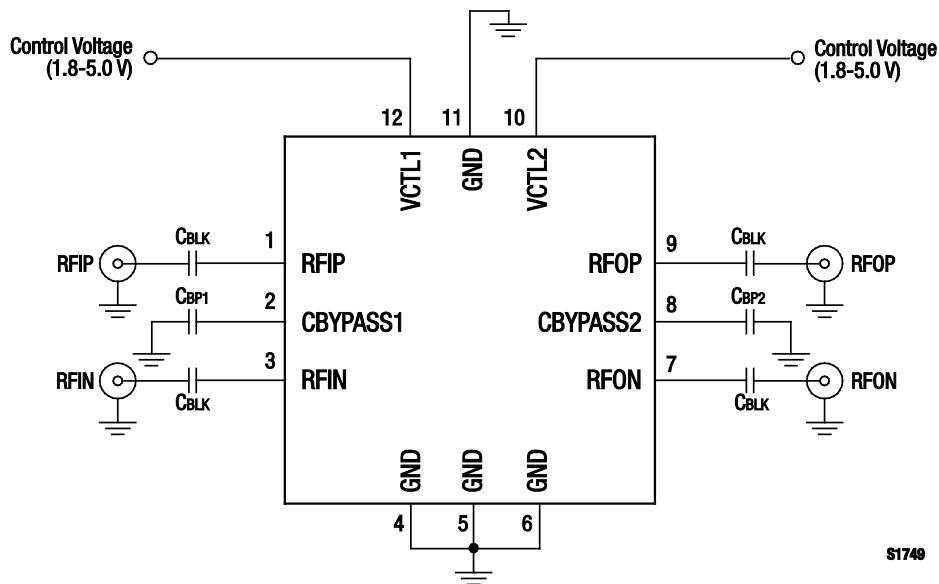 Control Voltage
(1.8-5.0 V)
Control Voltage
(1.8-5.0 V)
12
11
10
VCTL1
GND
VCTL2
RFIP
CBLK
1
RFIP
RFOP
9
CBLK
RFOP
CBP1
2
CBYPASS1
CBYPASS2
8
CBP2
RFIN
CBLK
3
RFIN
RFON
7
CBLK
RFON
GND
GND
GND
4
5
6
S1749